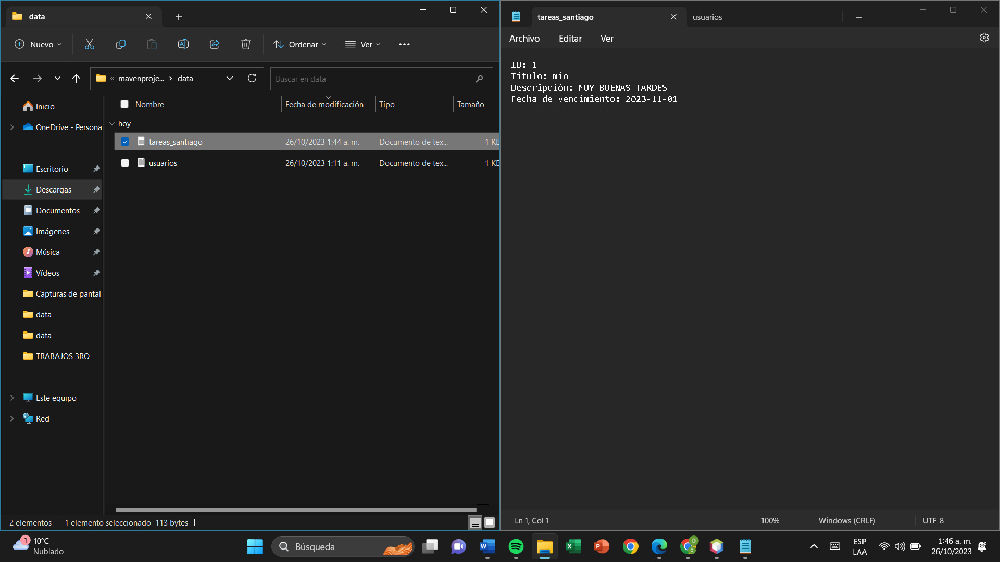 data
Nuevo
Ordenar
Ver
mavenproje... > data
Buscar en data
Inicio
OneDrive - Persona
Escritorio
Descargas
Documentos
Imágenes
Música
Vídeos
Capturas de pantall
data
data
TRABAJOS 3RO
Este equipo
Red
Nombre Fecha de modificación Tipo Tamaño
hoy
tareas_santiago 26/10/2023 1:44 a. m. Documento de tex... 1 KB
usuarios 26/10/2023 1:11 a. m. Documento de tex... 1 KB
2 elementos 1 elemento seleccionado 113 bytes
tareas_santiago
usuarios
Archivo Editar Ver
ID: 1
Título: mio
Descripción: MUY BUENAS TARDES
Fecha de vencimiento: 2023-11-01
-----------------------
Ln 1, Col 1 100% Windows (CRLF) UTF-8
1
10°C
Nublado
Búsqueda
ESP
LAA
1:46 a. m.
26/10/2023